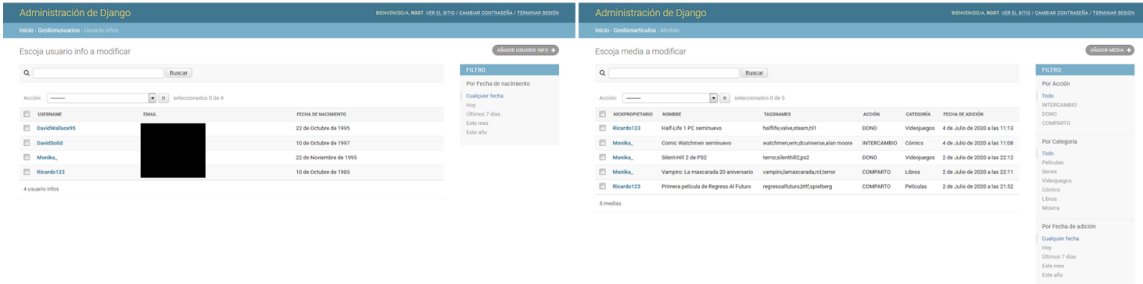 Administración de Django
BIENVENIDO/A, ROOT VER EL SITIO / CAMBIAR CONTRASEÑA / TERMINAR SESIÓN
Inicio › Gestionusuarios › Usuario infos
Escoja usuario info a modificar
AÑADIR USUARIO INFO +
Buscar
Acción: --------- Ir seleccionados 0 de 4
USERNAME EMAIL FECHA DE NACIMIENTO
DavidWallace95 22 de Octubre de 1995
DavidSolid 10 de Octubre de 1997
Monika_ 22 de Noviembre de 1995
Ricardo123 10 de Octubre de 1985
4 usuario infos
FILTRO
Por Fecha de nacimiento
Cualquier fecha
Hoy
Últimos 7 días
Este mes
Este año
Administración de Django
BIENVENIDO/A, ROOT VER EL SITIO / CAMBIAR CONTRASEÑA / TERMINAR SESIÓN
Inicio › Gestionarticulos › Medias
Escoja media a modificar
AÑADIR MEDIA +
Buscar
Acción: --------- Ir seleccionados 0 de 5
NICKPROPIETARIO NOMBRE TAGSNAMES ACCIÓN CATEGORÍA FECHA DE ADICIÓN
Ricardo123 Half-Life 1 PC seminuevo halflife,valve,steam,hl1 DONO Videojuegos 4 de Julio de 2020 a las 11:13
Monika_ Comic Watchmen seminuevo watchmen,wm,dcuniverse,alan moore INTERCAMBIO Cómics 4 de Julio de 2020 a las 11:08
Monika_ Silent Hill 2 de PS2 terror,silenthill2,ps2 DONO Videojuegos 2 de Julio de 2020 a las 22:12
Monika_ Vampiro: La mascarada 20 aniversario vampiro,lamascarada,rol,terror COMPARTO Libros 2 de Julio de 2020 a las 22:11
Ricardo123 Primera película de Regreso Al Futuro regresoalfuturo,bttf,spielberg COMPARTO Películas 2 de Julio de 2020 a las 21:52
5 medias
FILTRO
Por Acción
Todo
INTERCAMBIO
DONO
COMPARTO
Por Categoría
Todo
Películas
Series
Videojuegos
Cómics
Libros
Música
Por Fecha de adición
Cualquier fecha
Hoy
Últimos 7 días
Este mes
Este año